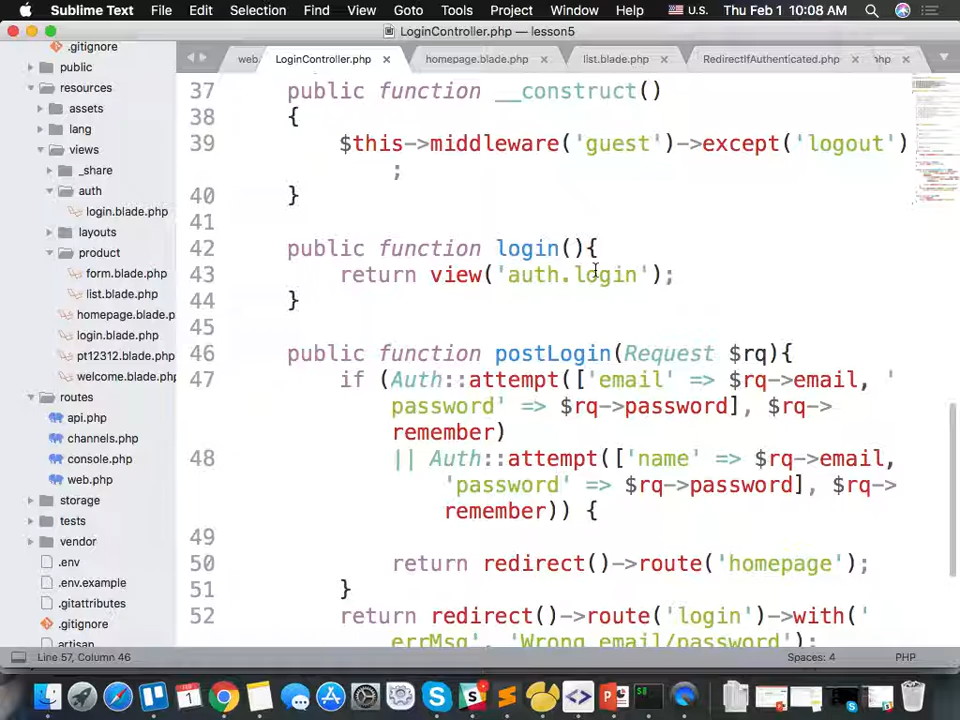 Sublime Text File Edit Selection Find View Goto Tools Project Window Help U.S. Thu Feb 1 10:08 AM
LoginController.php — lesson5
.gitignore
public
resources
assets
lang
views
_share
auth
login.blade.php
layouts
product
form.blade.php
list.blade.php
homepage.blade.p
login.blade.php
pt12312.blade.php
welcome.blade.php
routes
api.php
channels.php
console.php
web.php
storage
tests
vendor
.env
.env.example
.gitattributes
.gitignore
artisan
web. LoginController.php homepage.blade.php list.blade.php RedirectIfAuthenticated.php php
37 public function __construct()
38 {
39 $this->middleware('guest')->except('logout')
;
40 }
41
42 public function login(){
43 return view('auth.login');
44 }
45
46 public function postLogin(Request $rq){
47 if (Auth::attempt(['email' => $rq->email, '
password' => $rq->password], $rq->
remember)
48 || Auth::attempt(['name' => $rq->email,
'password' => $rq->password], $rq->
remember)) {
49
50 return redirect()->route('homepage');
51 }
52 return redirect()->route('login')->with('
errMsg', 'Wrong email/password');
Line 57, Column 46 Spaces: 4 PHP